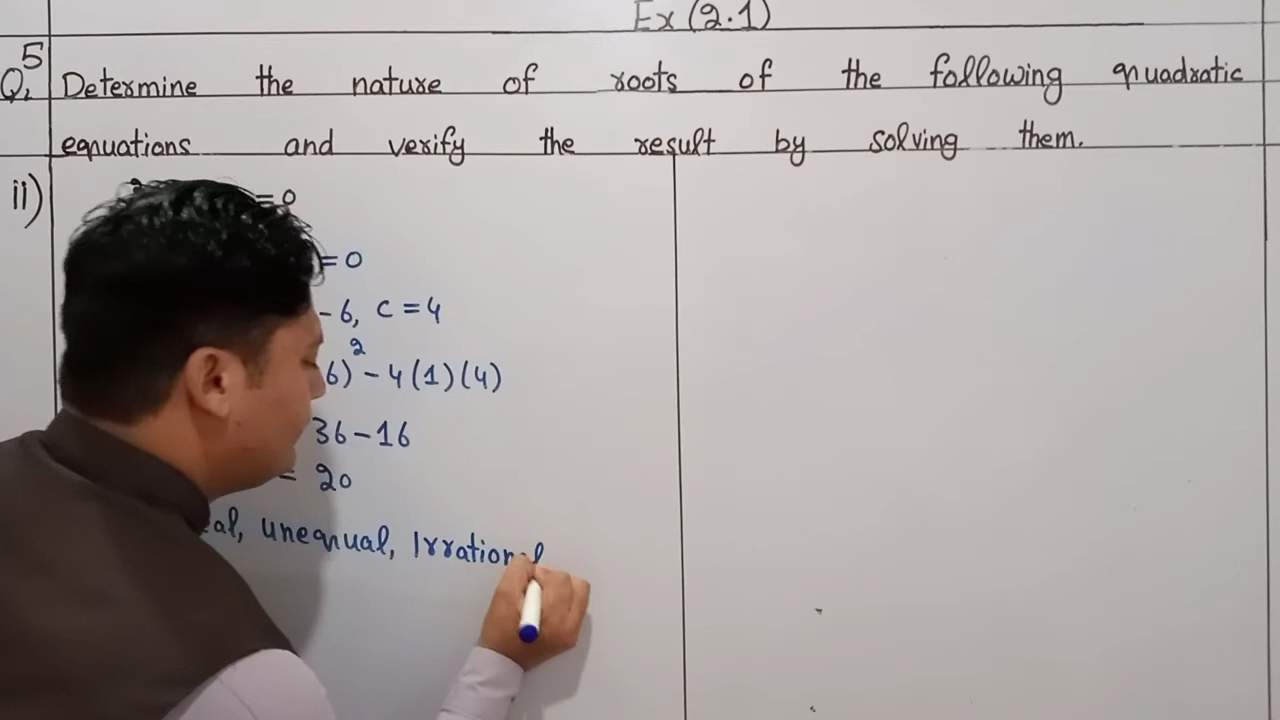 Ex (2.1)
Q5 Determine the nature of roots of the following quadratic
equations and verify the result by solving them.
ii) = 0
= 0
-6, c = 4
6)² - 4(1)(4)
36 - 16
= 20
unequal, Irrational